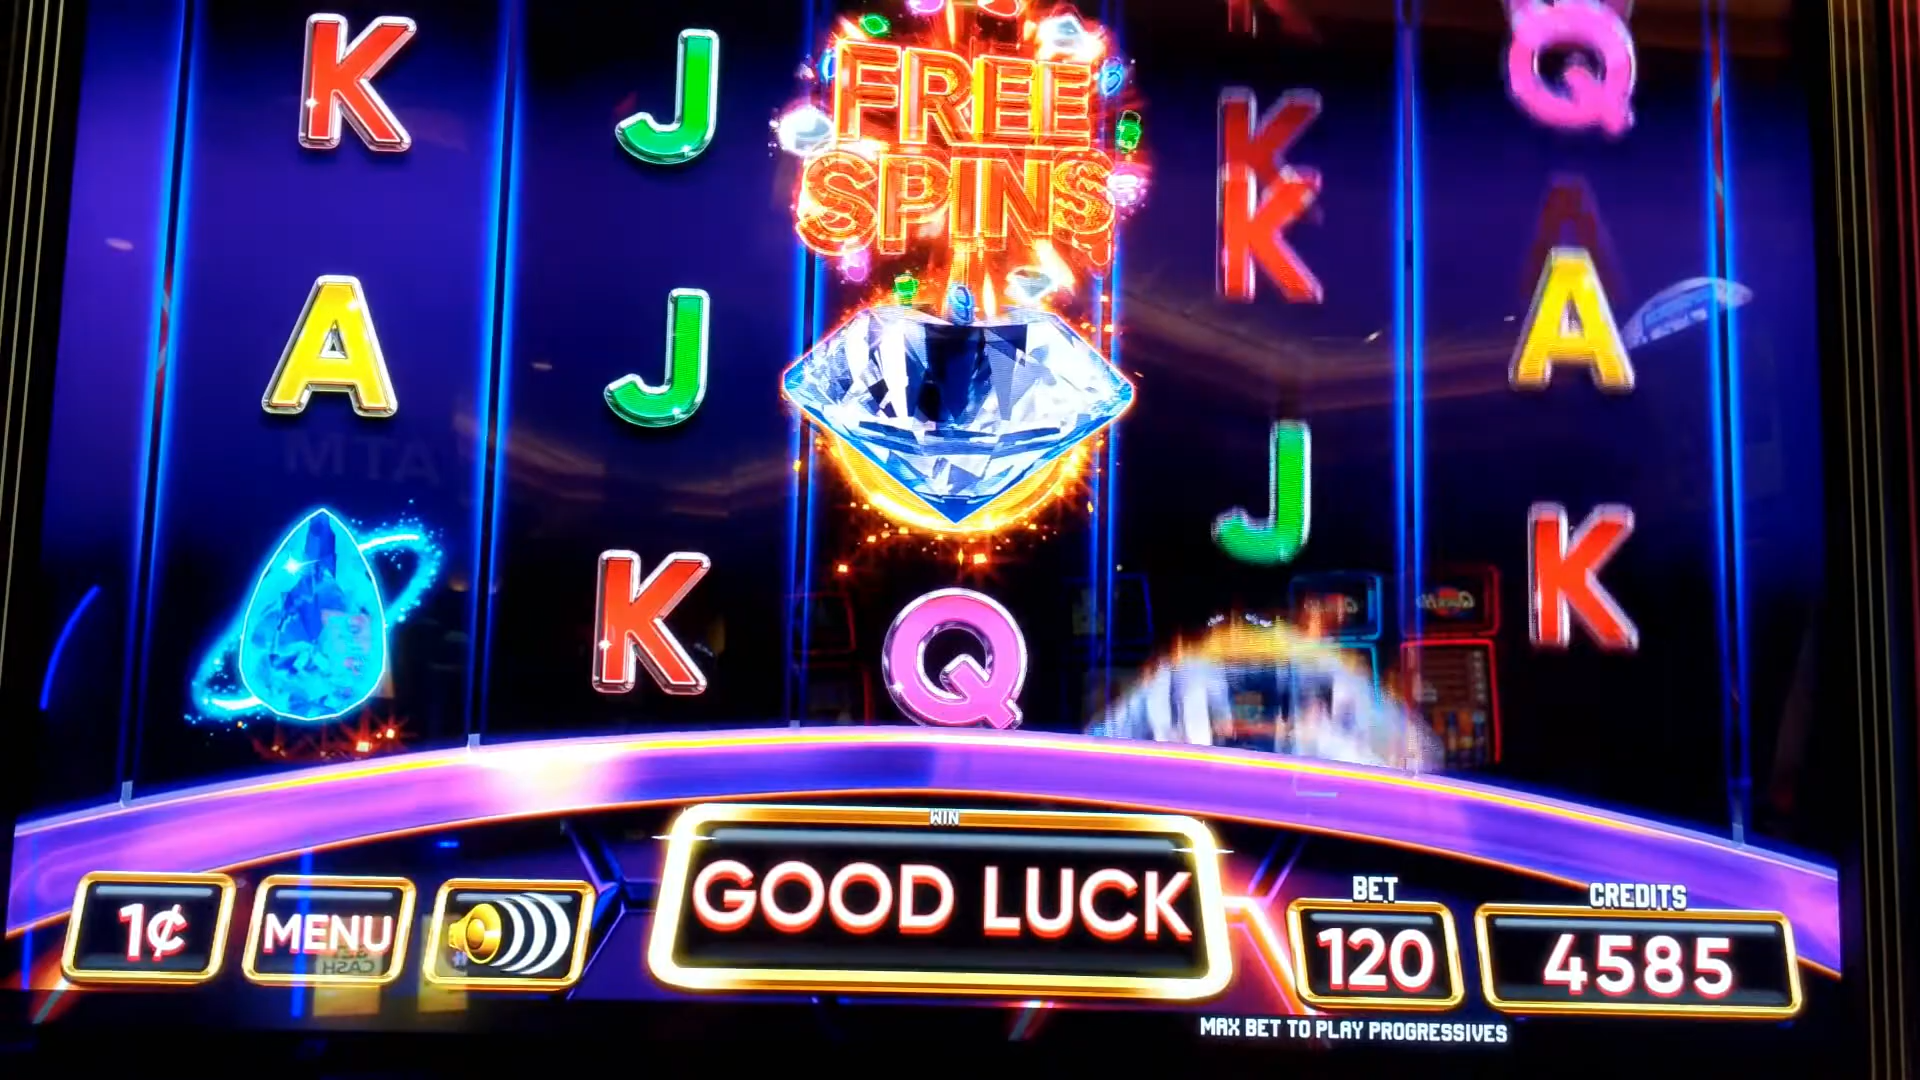 K
J
FREE
SPINS
K
K
Q
A
J
A
J
K
K
Q
WIN
GOOD LUCK
1¢
MENU
BET
120
CREDITS
4585
MAX BET TO PLAY PROGRESSIVES